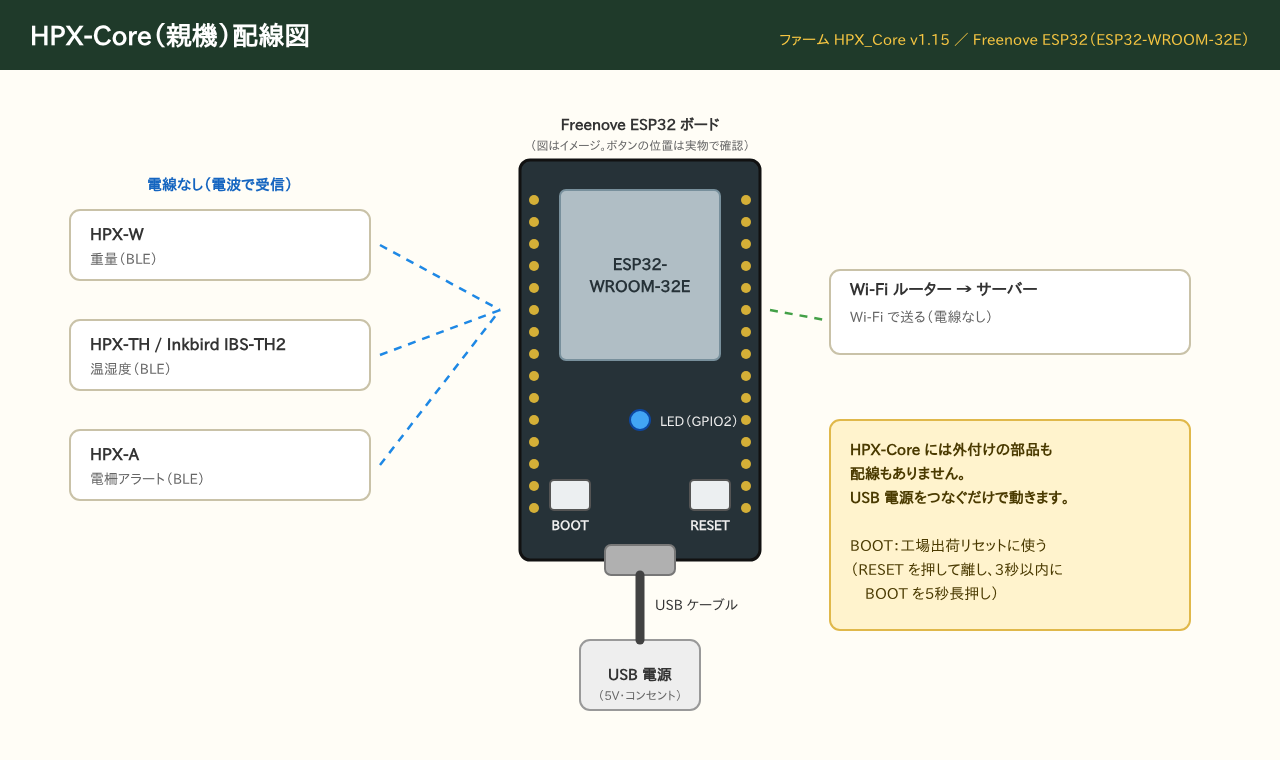 HPX-Core（親機）配線図
ファーム HPX_Core v1.15 ／ Freenove ESP32（ESP32-WROOM-32E）
Freenove ESP32 ボード
（図はイメージ。ボタンの位置は実物で確認）
電線なし（電波で受信）
HPX-W
重量（BLE）
HPX-TH / Inkbird IBS-TH2
温湿度（BLE）
HPX-A
電柵アラート（BLE）
ESP32-
WROOM-32E
LED（GPIO2）
BOOT
RESET
USB ケーブル
USB 電源
（5V・コンセント）
Wi-Fi ルーター → サーバー
Wi-Fi で送る（電線なし）
HPX-Core には外付けの部品も
配線もありません。
USB 電源をつなぐだけで動きます。
BOOT：工場出荷リセットに使う
（RESET を押して離し、3秒以内に
BOOT を5秒長押し）